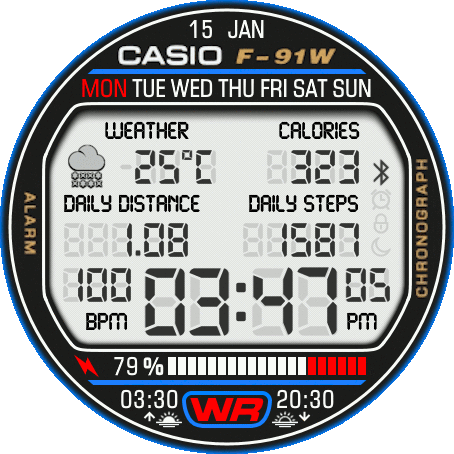 15 JAN
CASIO F-91W
MON TUE WED THU FRI SAT SUN
WEATHER CALORIES
-25°C 323
DAILY DISTANCE DAILY STEPS
1.08 1587
ALARM
CHRONOGRAPH
100 BPM 03:47 05 PM
79 %
03:30 WR 20:30